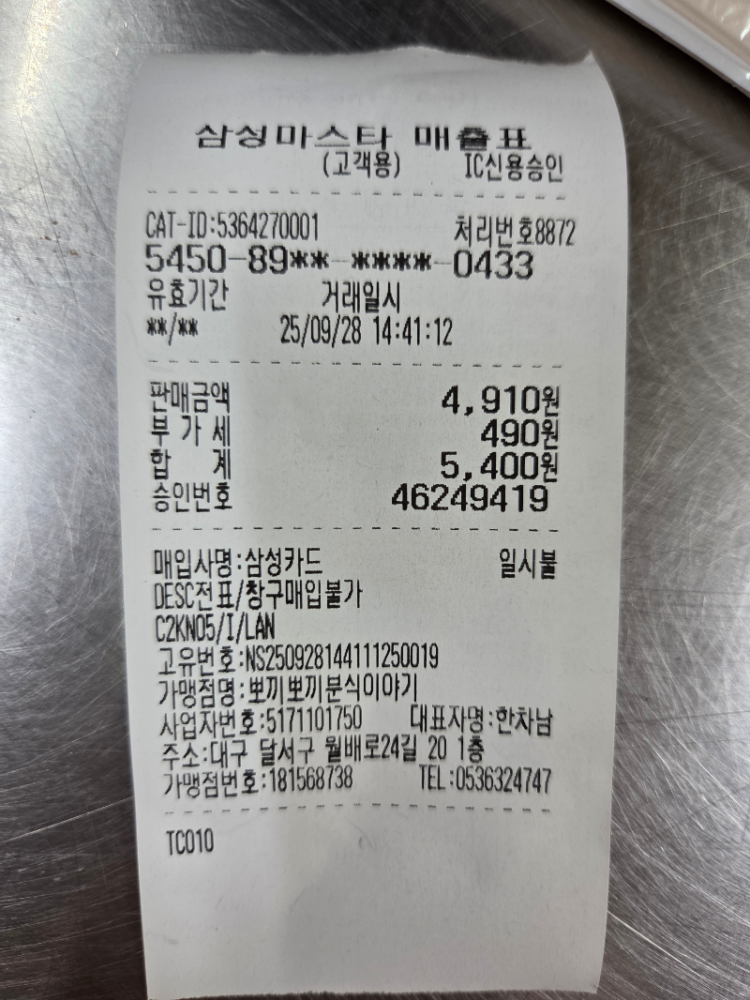 삼성마스타 매출표
(고객용) IC신용승인
CAT-ID:5364270001 처리번호8872
5450-89**-****-0433
유효기간 거래일시
**/** 25/09/28 14:41:12
판매금액 4,910원
부 가 세 490원
합 계 5,400원
승인번호 46249419
매입사명:삼성카드 일시불
DESC전표/창구매입불가
C2KN05/I/LAN
고유번호:NS250928144111250019
가맹점명:뽀끼뽀끼분식이야기
사업자번호:5171101750 대표자명:한차남
주소:대구 달서구 월배로24길 20 1층
가맹점번호:181568738 TEL:0536324747
TC010